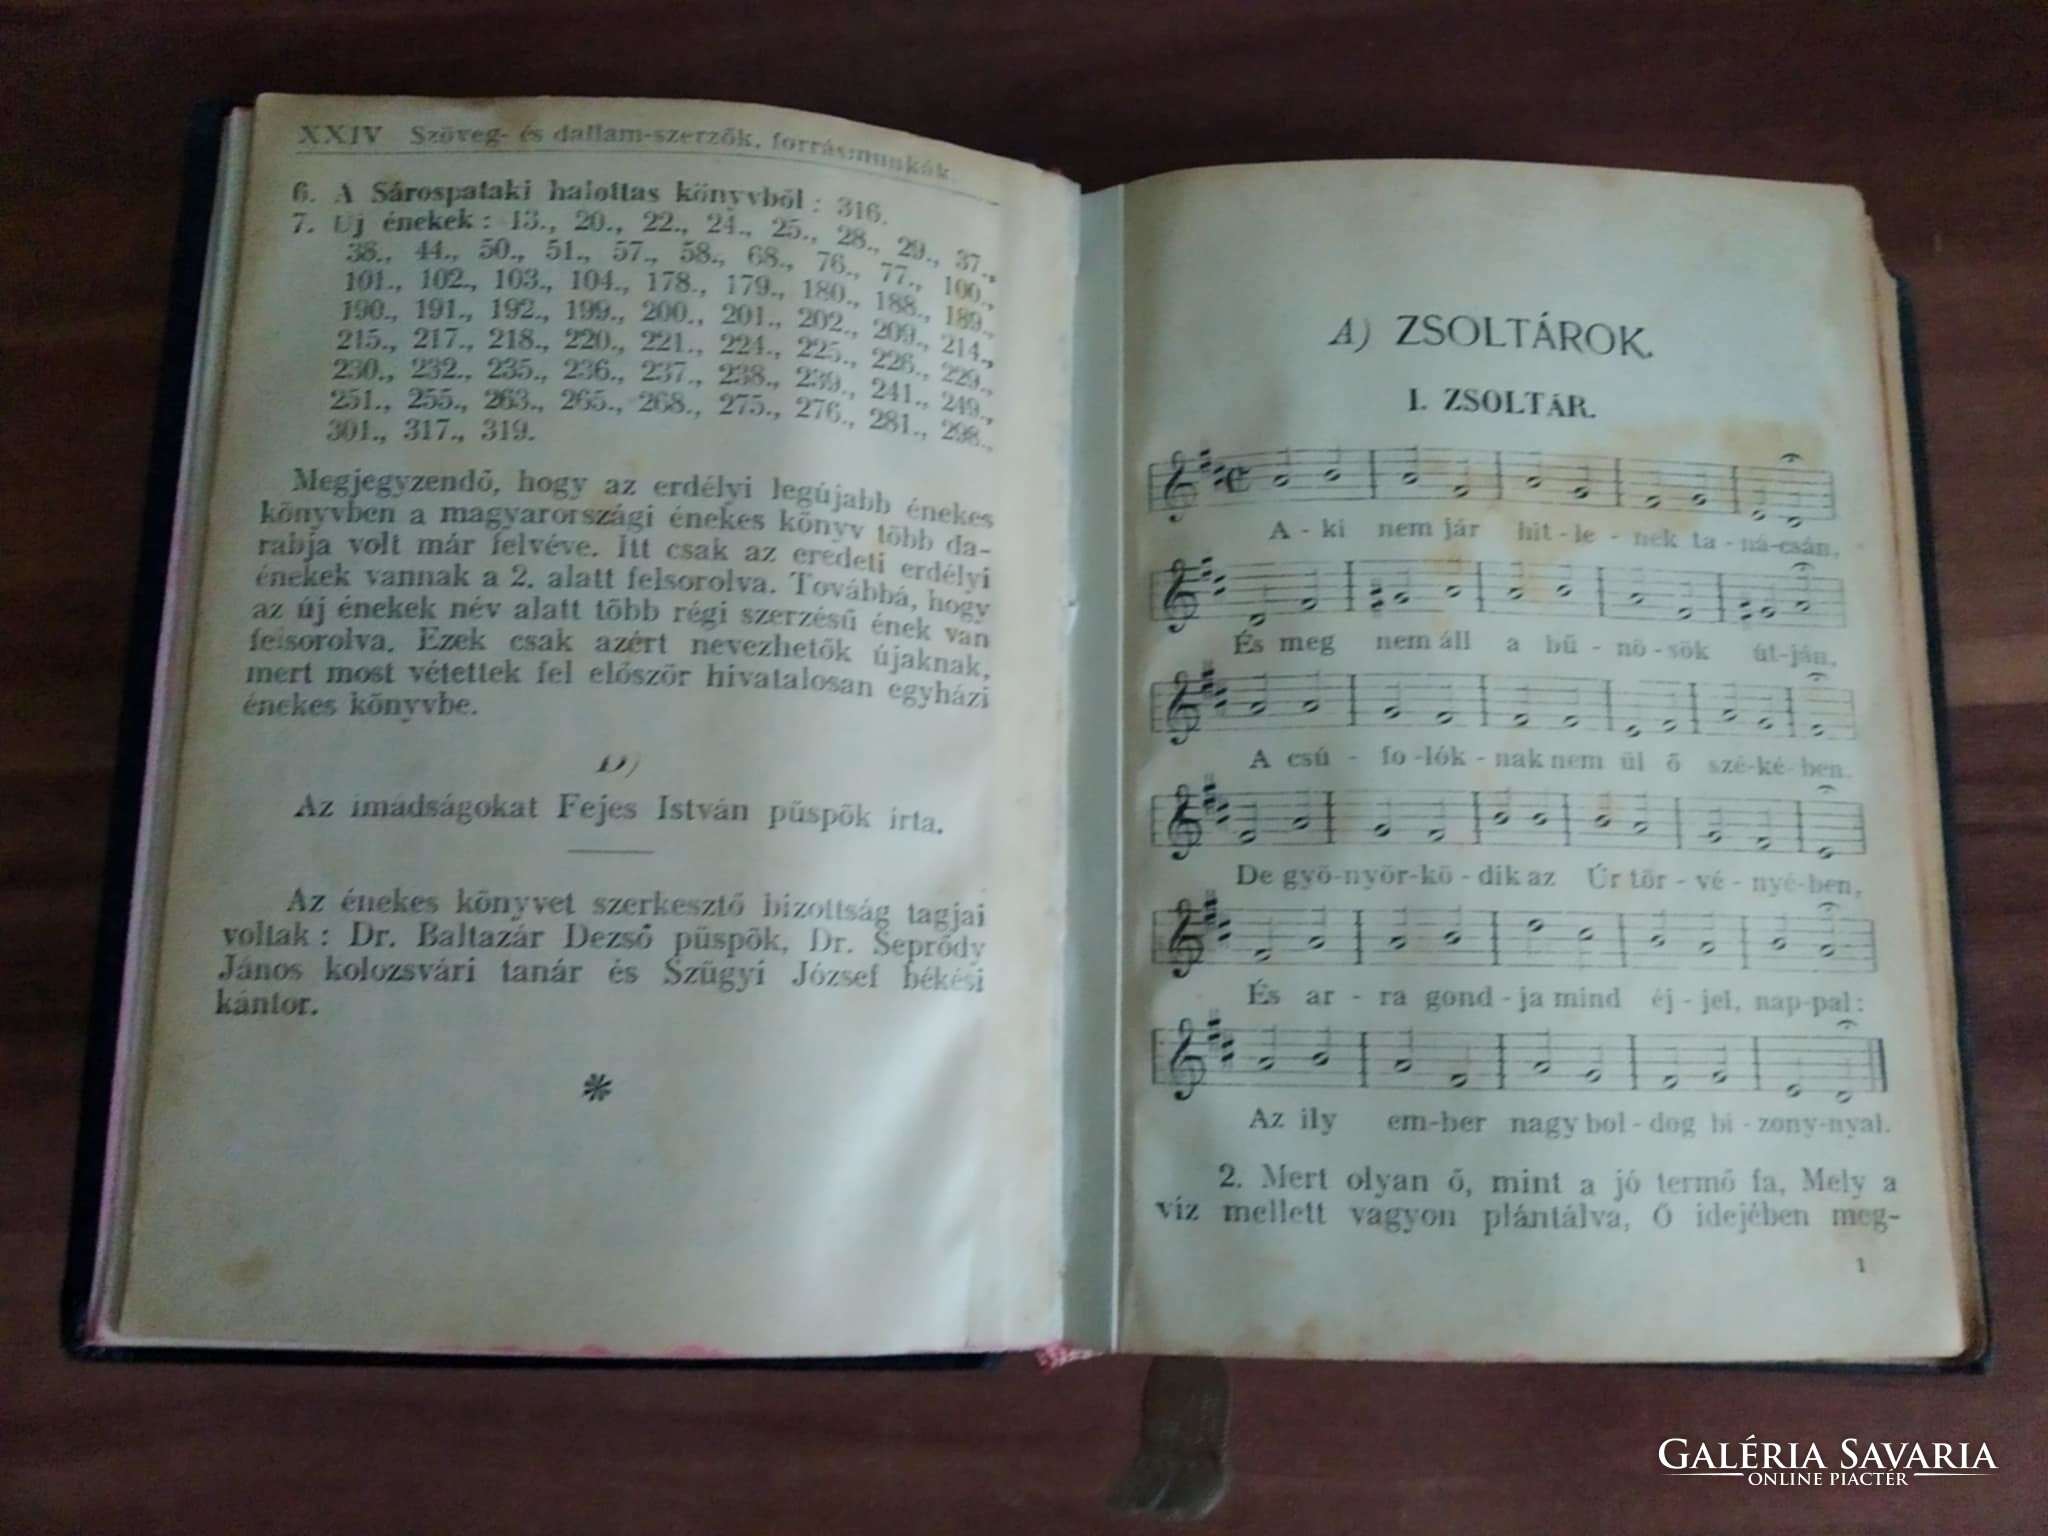 XXIV Szöveg- és dallam-szerzők, forrásmunkák.
6. A Sárospataki halottas könyvből : 316.
7. Uj énekek : 13., 20., 22., 24., 25., 28., 29., 37.,
38., 44., 50., 51., 57., 58., 68., 76., 77., 100.,
101., 102., 103., 104., 178., 179., 180., 188., 189.,
190., 191., 192., 199., 200., 201., 202., 209., 214.,
215., 217., 218., 220., 221., 224., 225., 226., 229.,
230., 232., 235., 236., 237., 238., 239., 241., 249.,
251., 255., 263., 265., 268., 275., 276., 281., 298.,
301., 317., 319.
Megjegyzendő, hogy az erdélyi legújabb énekes
könyvben a magyarországi énekes könyv több da-
rabja volt már felvéve. Itt csak az eredeti erdélyi
énekek vannak a 2. alatt felsorolva. Továbbá, hogy
az új énekek név alatt több régi szerzésű ének van
felsorolva. Ezek csak azért nevezhetők újaknak,
mert most vétettek fel először hivatalosan egyházi
énekes könyvbe.
D)
Az imádságokat Fejes István püspök írta.
Az énekes könyvet szerkesztő bizottság tagjai
voltak : Dr. Baltazár Dezső püspök, Dr. Seprődy
János kolozsvári tanár és Szügyi József békési
kántor.
*
A) ZSOLTÁROK.
I. ZSOLTÁR.
A - ki nem jár hit - le - nek ta - ná-csán,
És meg nem áll a bű - nö - sök út-ján,
A csú - fo - lók - nak nem ül ő szé-ké-ben.
De gyö-nyör-kö - dik az Úr tör - vé - nyé-ben,
És ar - ra gond - ja mind éj - jel, nap-pal:
Az ily em-ber nagy bol - dog bi - zony-nyal.
2. Mert olyan ő, mint a jó termő fa, Mely a
víz mellett vagyon plántálva, Ő idejében meg-
1
GALÉRIA SAVARIA
ONLINE PIACTÉR